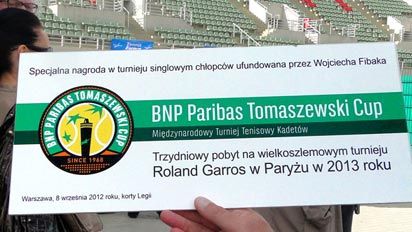 Specjalna nagroda w turnieju singlowym chłopców ufundowana przez Wojciecha Fibaka
BNP PARIBAS TOMASZEWSKI CUP
SINCE 1968
BNP Paribas Tomaszewski Cup
Międzynarodowy Turniej Tenisowy Kadetów
Trzydniowy pobyt na wielkoszlemowym turnieju
Roland Garros w Paryżu w 2013 roku
Warszawa, 8 września 2012 roku, korty Legii